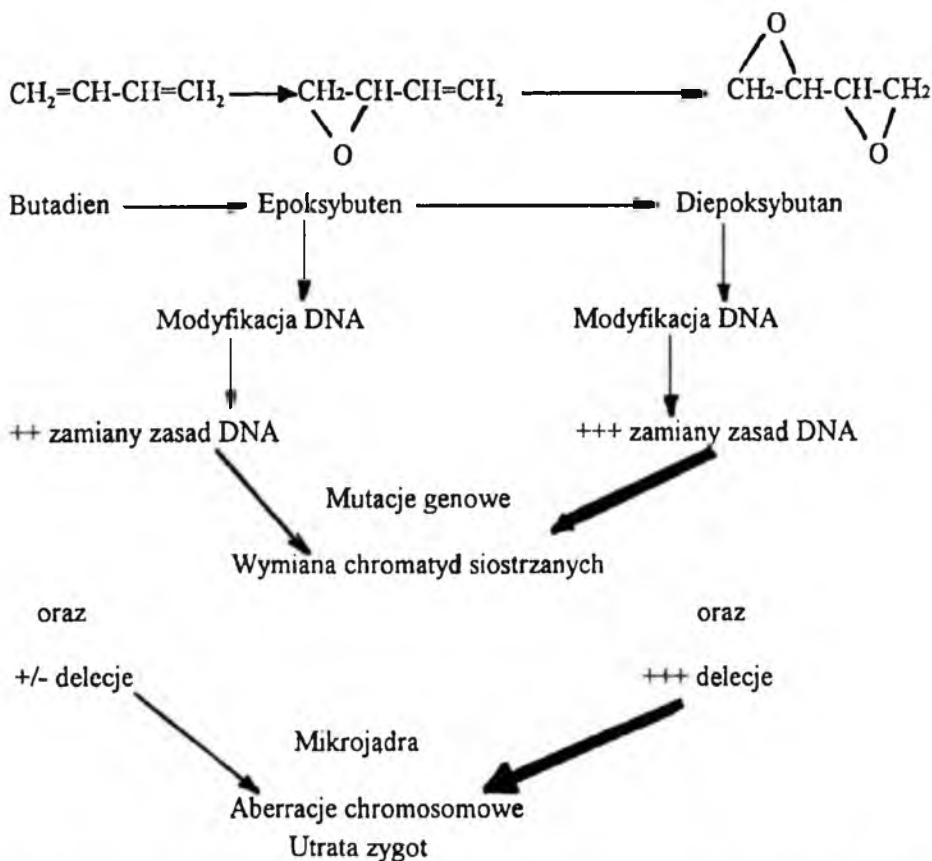 O
CH₂=CH-CH=CH₂ CH₂-CH-CH=CH₂ CH₂-CH-CH-CH₂
O O
Butadien Epoksybuten Diepoksybutan
Modyfikacja DNA Modyfikacja DNA
++ zamiany zasad DNA +++ zamiany zasad DNA
Mutacje genowe
Wymiana chromatyd siostrzanych
oraz oraz
+/- delecje +++ delecje
Mikrojądra
Aberracje chromosomowe
Utrata zygot